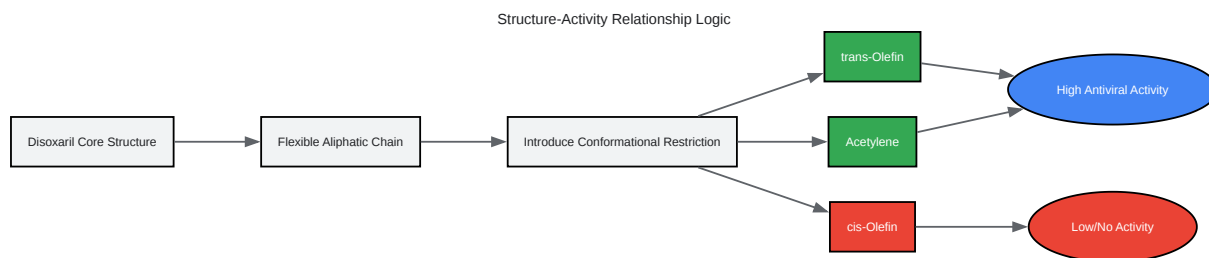 Structure-Activity Relationship Logic
Disoxaril Core Structure
Flexible Aliphatic Chain
Introduce Conformational Restriction
trans-Olefin
Acetylene
cis-Olefin
High Antiviral Activity
Low/No Activity